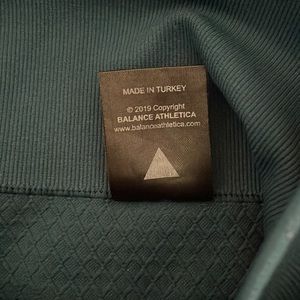 MADE IN TURKEY
© 2019 Copyright
BALANCE ATHLETICA
www.balanceathletica.com